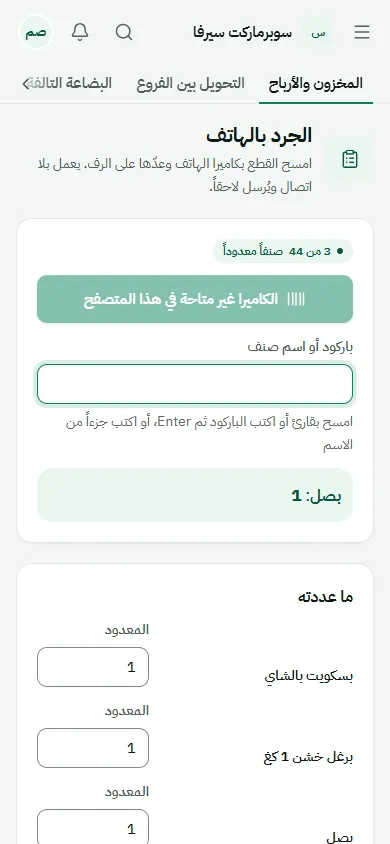 س
سوبرماركت سيرفا
صم
المخزون والأرباح
التحويل بين الفروع
البضاعة التالفة
الجرد بالهاتف
امسح القطع بكاميرا الهاتف وعدّها على الرف. يعمل بلا
اتصال ويُرسل لاحقاً.
3 من 44 صنفاً معدوداً
الكاميرا غير متاحة في هذا المتصفح
باركود أو اسم صنف
امسح بقارئ أو اكتب الباركود ثم Enter، أو اكتب جزءاً من
الاسم
بصل: 1
ما عددته
المعدود
بسكويت بالشاي
1
المعدود
برغل خشن 1 كغ
1
المعدود
بصل
1